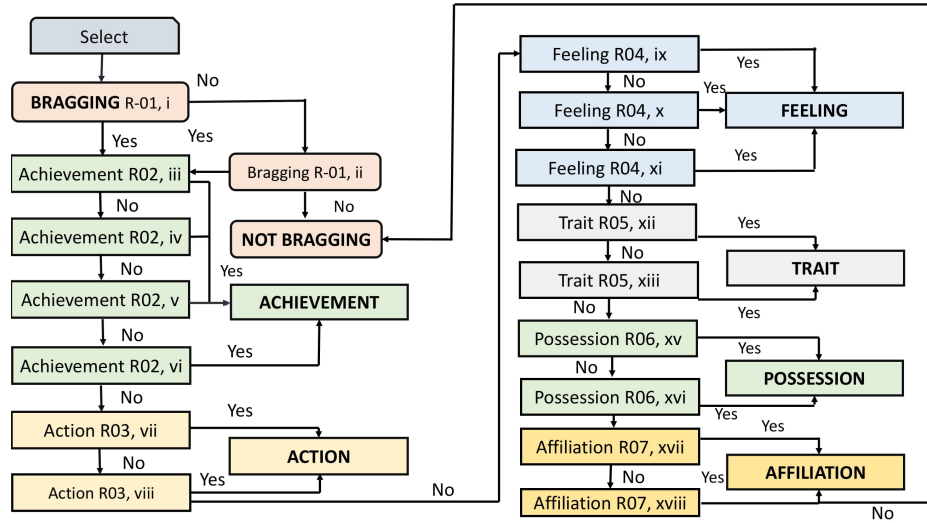 Select
No
BRAGGING R-01, i
Yes
Yes
Achievement R02, iii
Bragging R-01, ii
No
No
Achievement R02, iv
NOT BRAGGING
No
Yes
Achievement R02, v
ACHIEVEMENT
No
Yes
Achievement R02, vi
No
Yes
Action R03, vii
ACTION
No
Yes
Action R03, viii
No
Feeling R04, ix
Yes
No
Yes
Feeling R04, x
FEELING
No
Yes
Feeling R04, xi
No
Trait R05, xii
Yes
No
TRAIT
Trait R05, xiii
No
Yes
Possession R06, xv
Yes
No
POSSESSION
Possession R06, xvi
Yes
Yes
Affiliation R07, xvii
No
Yes
AFFILIATION
Affiliation R07, xviii
No